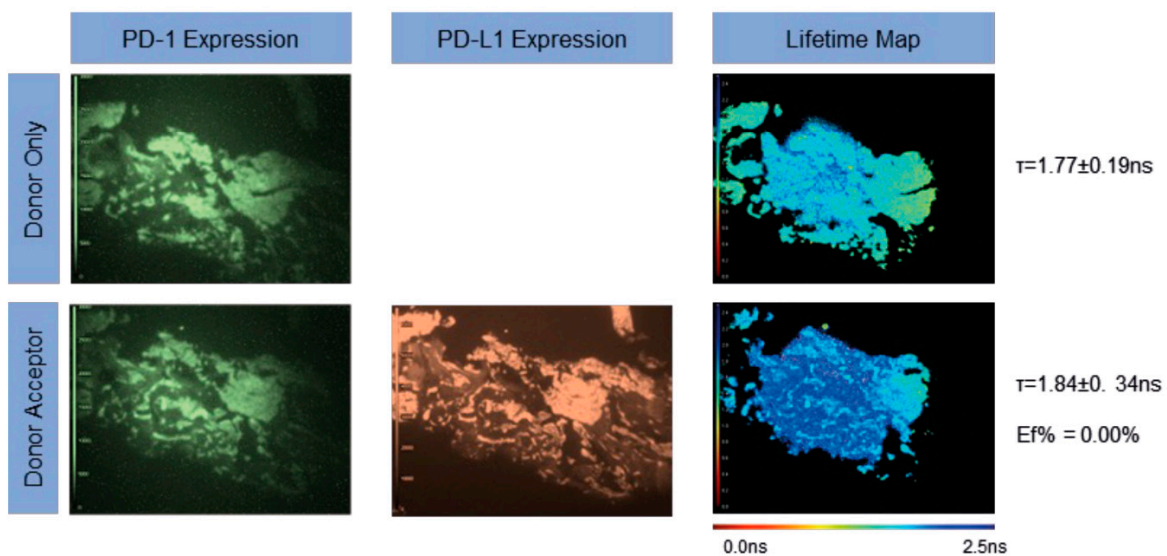 PD-1 Expression
PD-L1 Expression
Lifetime Map
Donor Only
τ=1.77±0.19ns
Donor Acceptor
τ=1.84±0. 34ns
Ef% = 0.00%
0.0ns
2.5ns